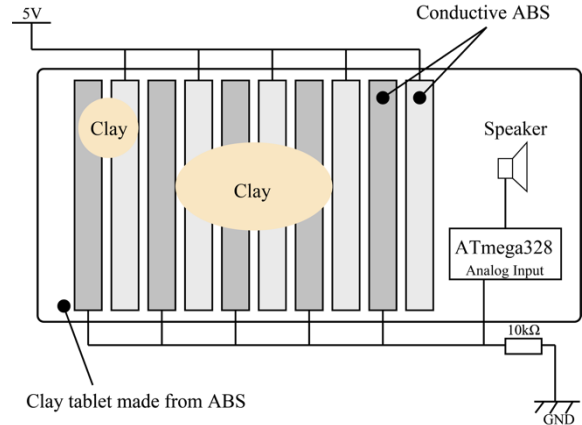 5V
Conductive ABS
Clay
Clay
Speaker
ATmega328
Analog Input
10kΩ
Clay tablet made from ABS
GND